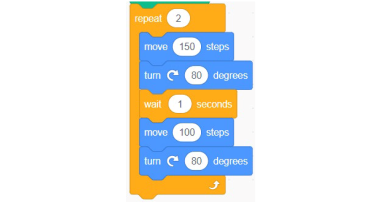 repeat 2
move 150 steps
turn 80 degrees
wait 1 seconds
move 100 steps
turn 80 degrees